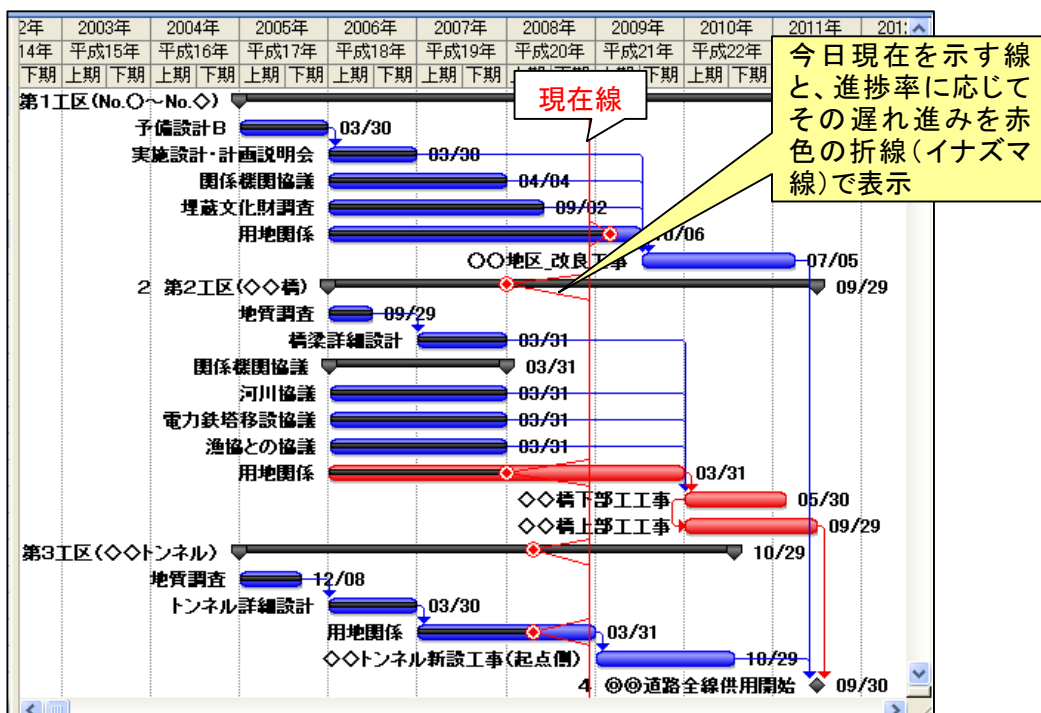 2年 2003年 2004年 2005年 2006年 2007年 2008年 2009年 2010年 2011年 201
14年 平成15年 平成16年 平成17年 平成18年 平成19年 平成20年 平成21年 平成22年
下期 上期 下期 上期 下期 上期 下期 上期 下期 上期 下期 上期 下期 下期 上期 下期
今日現在を示す線
と、進捗率に応じて
その遅れ進みを赤
色の折線(イナズマ
線)で表示
現在線
第1工区(No.○～No.◇)
予備設計B 03/30
実施設計・計画説明会 03/30
関係機関協議 04/04
埋蔵文化財調査 09/02
用地関係 10/06
○○地区_改良工事 07/05
2 第2工区(◇◇橋) 09/29
地質調査 09/29
橋梁詳細設計 03/31
関係機関協議 03/31
河川協議 03/31
電力鉄塔移設協議 03/31
漁協との協議 03/31
用地関係 03/31
◇◇橋下部工工事 05/30
◇◇橋上部工工事 09/29
第3工区(◇◇トンネル) 10/29
地質調査 12/08
トンネル詳細設計 03/30
用地関係 03/31
◇◇トンネル新設工事(起点側) 10/29
4 ◎◎道路全線供用開始 09/30